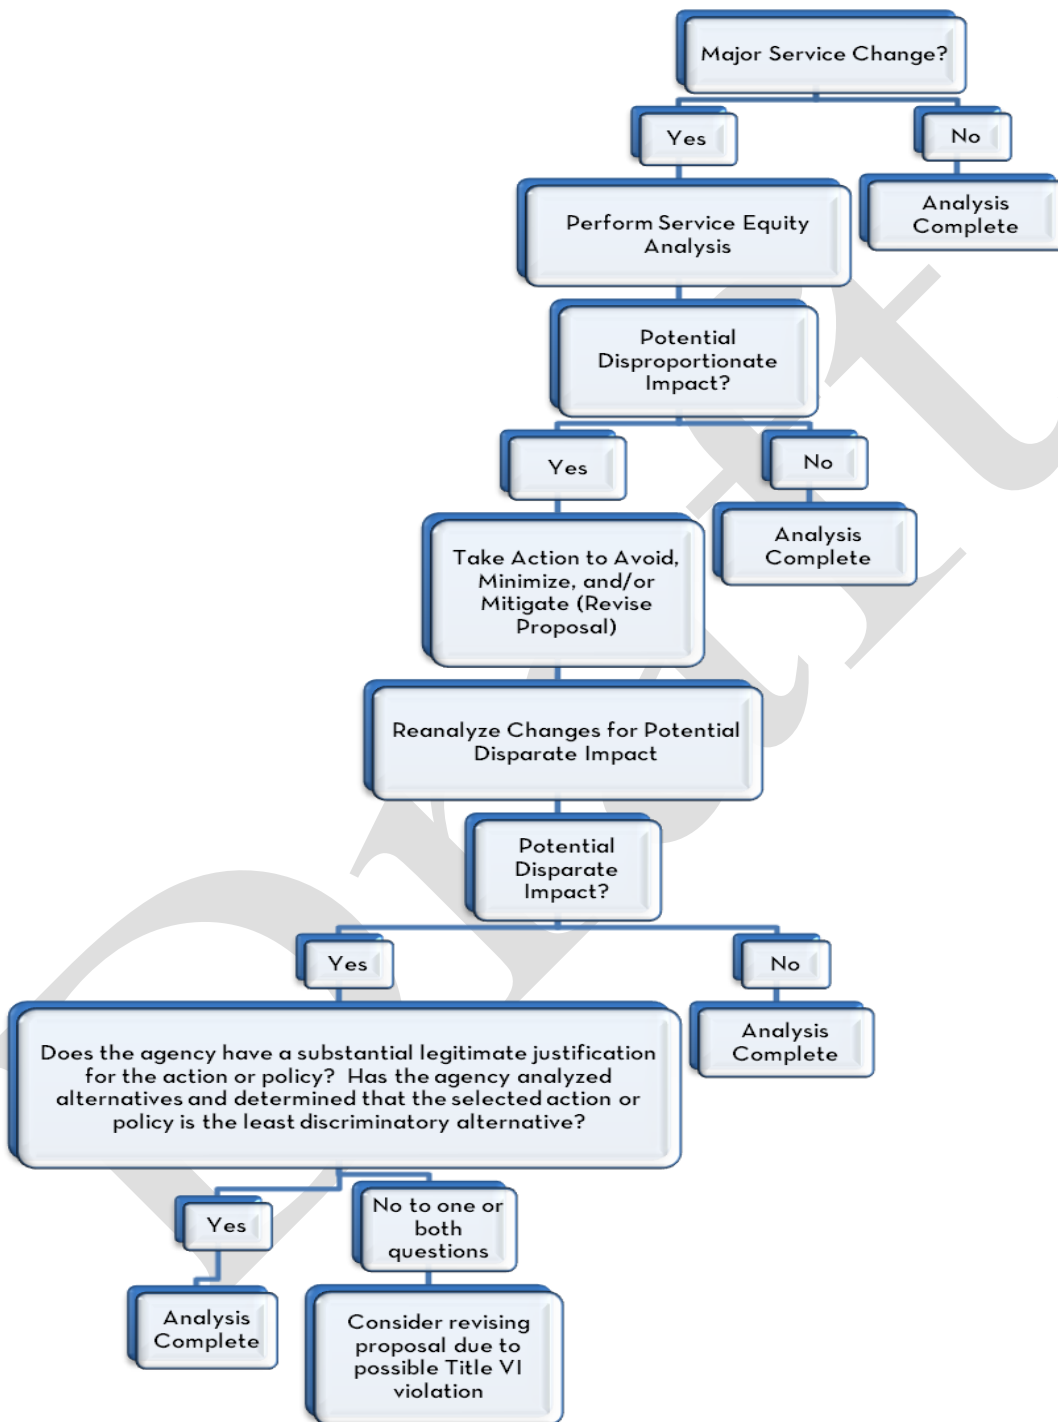 Major Service Change?
Yes
No
Perform Service Equity
Analysis
Analysis
Complete
Potential
Disproportionate
Impact?
Yes
No
Take Action to Avoid,
Minimize, and/or
Mitigate (Revise
Proposal)
Analysis
Complete
Reanalyze Changes for Potential
Disparate Impact
Potential
Disparate
Impact?
Yes
No
Does the agency have a substantial legitimate justification
for the action or policy?  Has the agency analyzed
alternatives and determined that the selected action or
policy is the least discriminatory alternative?
Analysis
Complete
Yes
No to one or
both
questions
Analysis
Complete
Consider revising
proposal due to
possible Title VI
violation
Draft